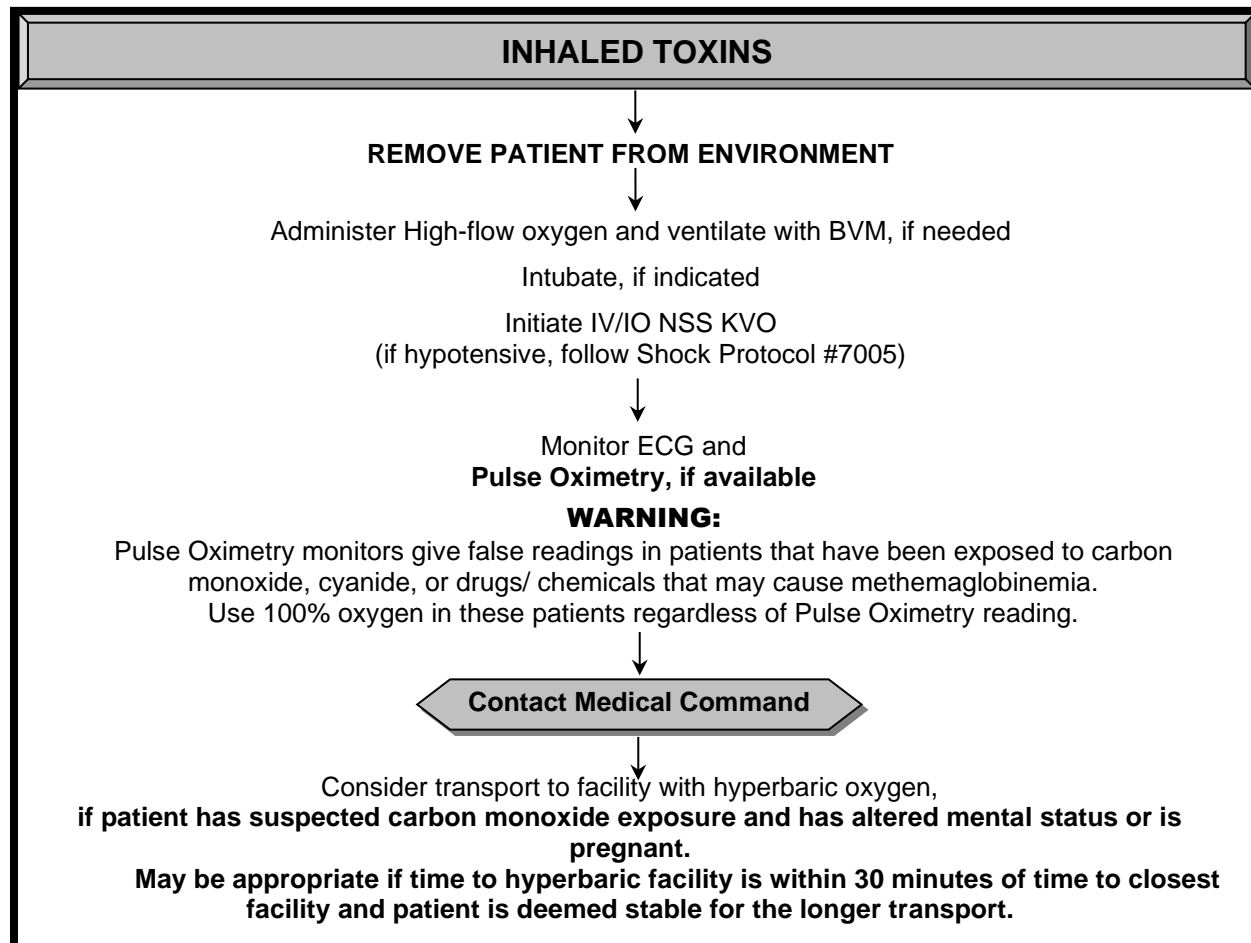 INHALED TOXINS
REMOVE PATIENT FROM ENVIRONMENT
Administer High-flow oxygen and ventilate with BVM, if needed
Intubate, if indicated
Initiate IV/IO NSS KVO
(if hypotensive, follow Shock Protocol #7005)
Monitor ECG and
Pulse Oximetry, if available
WARNING:
Pulse Oximetry monitors give false readings in patients that have been exposed to carbon
monoxide, cyanide, or drugs/ chemicals that may cause methemaglobinemia.
Use 100% oxygen in these patients regardless of Pulse Oximetry reading.
Contact Medical Command
Consider transport to facility with hyperbaric oxygen,
if patient has suspected carbon monoxide exposure and has altered mental status or is
pregnant.
May be appropriate if time to hyperbaric facility is within 30 minutes of time to closest
facility and patient is deemed stable for the longer transport.